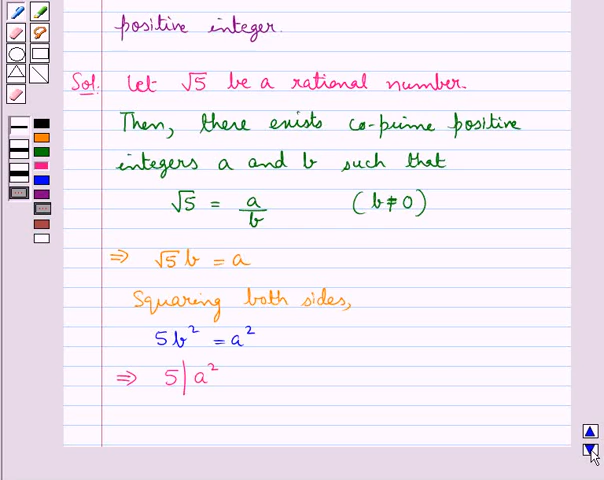 positive integer.
Sol. Let √5 be a rational number.
Then, there exists co-prime positive
integers a and b such that
√5 = a/b (b≠0)
⇒ √5 b = a
Squaring both sides,
5b² = a²
⇒ 5|a²